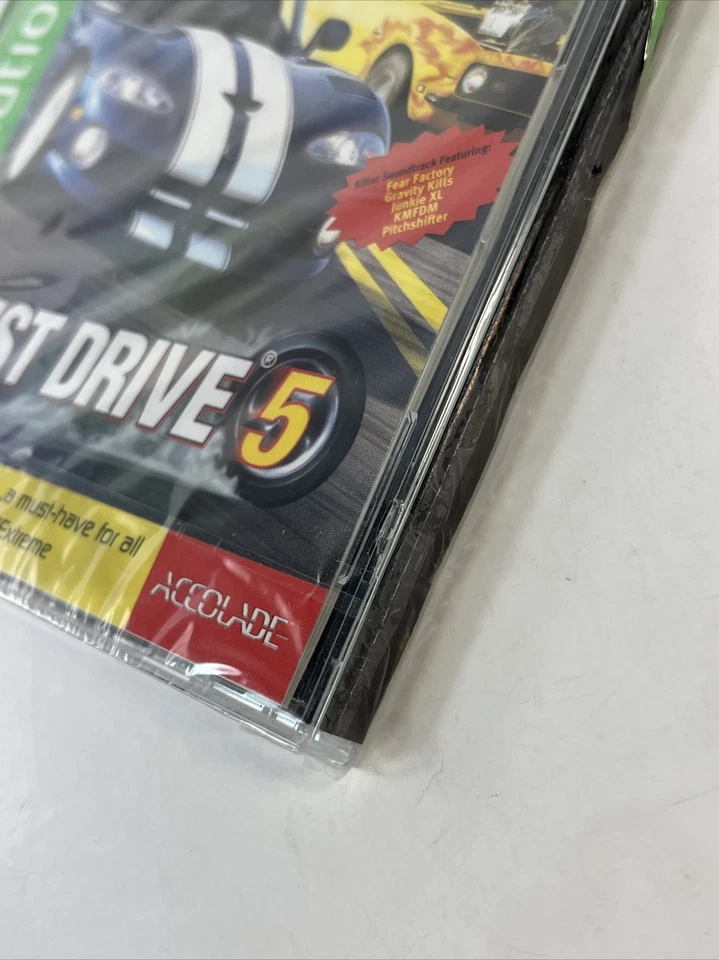 atio
Killer Soundtrack Featuring:
Fear Factory
Gravity Kills
Junkie XL
KMFDM
Pitchshifter
ST DRIVE® 5
a must-have for all
Extreme
ACCOLADE